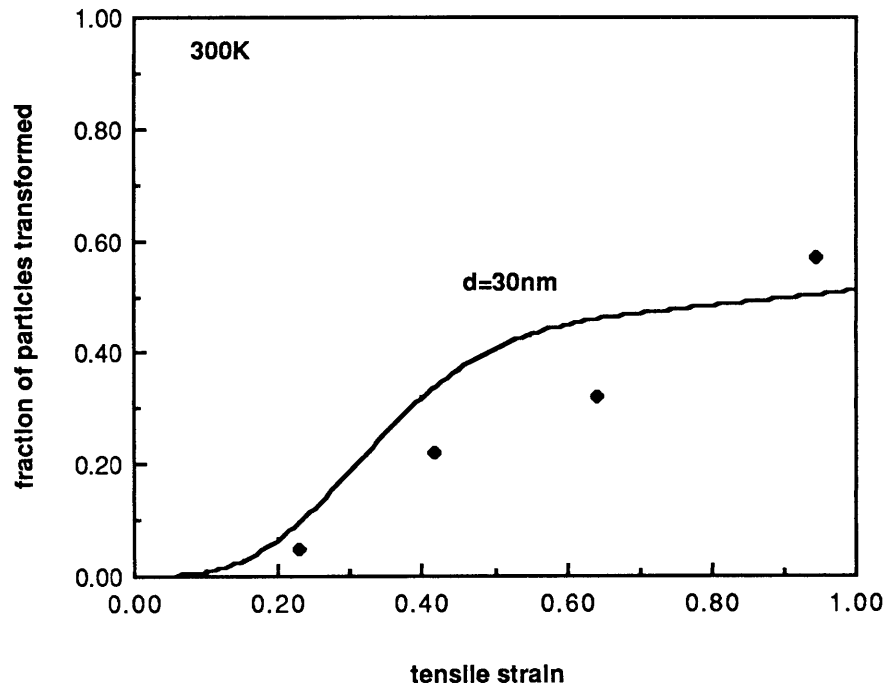 1.00
300K
0.80
0.60
d=30nm
0.40
0.20
0.00
0.00 0.20 0.40 0.60 0.80 1.00
fraction of particles transformed
tensile strain